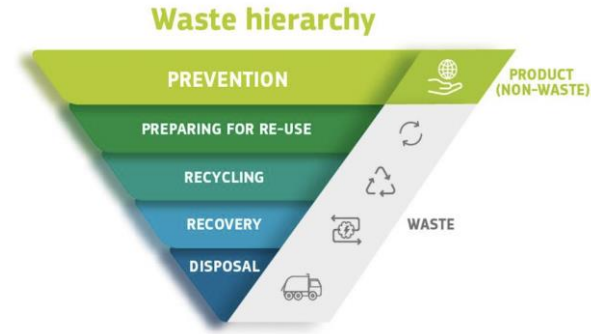 Waste hierarchy
PREVENTION
PRODUCT
(NON-WASTE)
PREPARING FOR RE-USE
RECYCLING
RECOVERY
WASTE
DISPOSAL